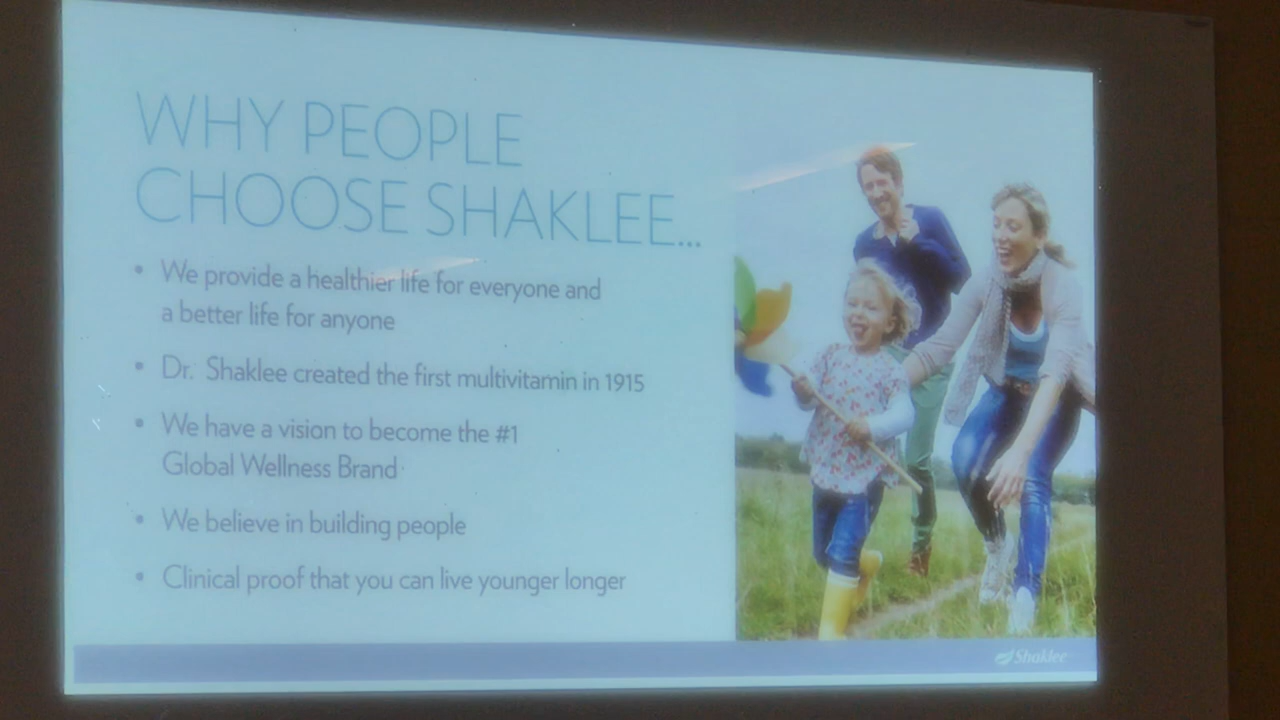 WHY PEOPLE
CHOOSE SHAKLEE...
• We provide a healthier life for everyone and
a better life for anyone
• Dr. Shaklee created the first multivitamin in 1915
• We have a vision to become the #1
Global Wellness Brand
• We believe in building people
• Clinical proof that you can live younger longer
Shaklee